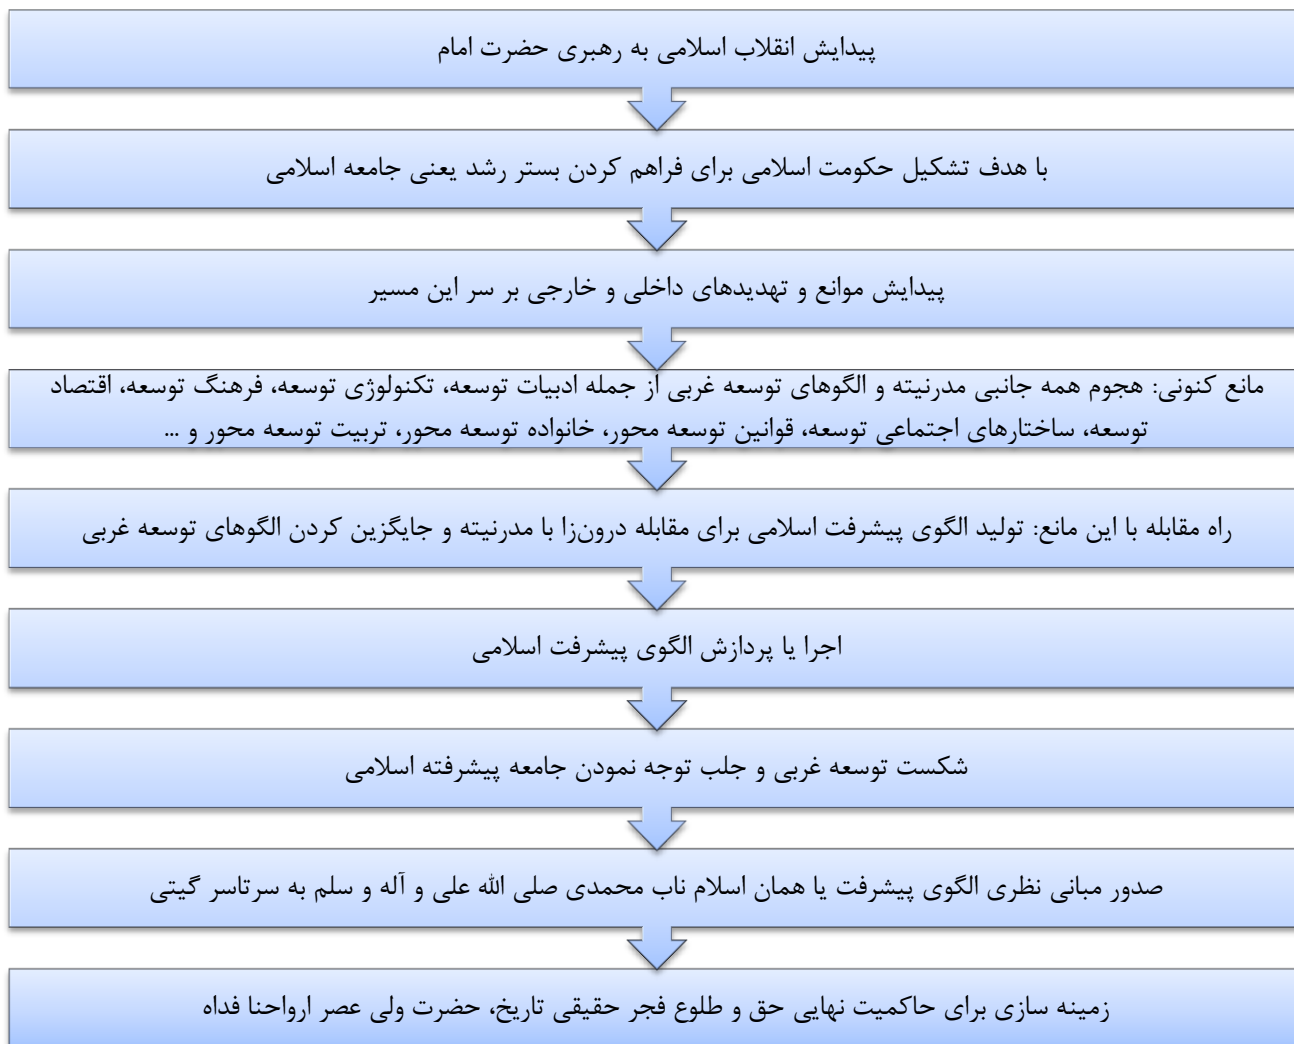 پیدایش انقلاب اسلامی به رهبری حضرت امام
با هدف تشکیل حکومت اسلامی برای فراهم کردن بستر رشد یعنی جامعه اسلامی
پیدایش موانع و تهدیدهای داخلی و خارجی بر سر این مسیر
مانع کنونی: هجوم همه جانبی مدرنیته و الگوهای توسعه غربی از جمله ادبیات توسعه، تکنولوژی توسعه، فرهنگ توسعه، اقتصاد
توسعه، ساختارهای اجتماعی توسعه، قوانین توسعه محور، خانواده توسعه محور، تربیت توسعه محور و ...
راه مقابله با این مانع: تولید الگوی پیشرفت اسلامی برای مقابله درون‌زا با مدرنیته و جایگزین کردن الگوهای توسعه غربی
اجرا یا پردازش الگوی پیشرفت اسلامی
شکست توسعه غربی و جلب توجه نمودن جامعه پیشرفته اسلامی
صدور مبانی نظری الگوی پیشرفت یا همان اسلام ناب محمدی صلی الله علی و آله و سلم به سرتاسر گیتی
زمینه سازی برای حاکمیت نهایی حق و طلوع فجر حقیقی تاریخ، حضرت ولی عصر ارواحنا فداه